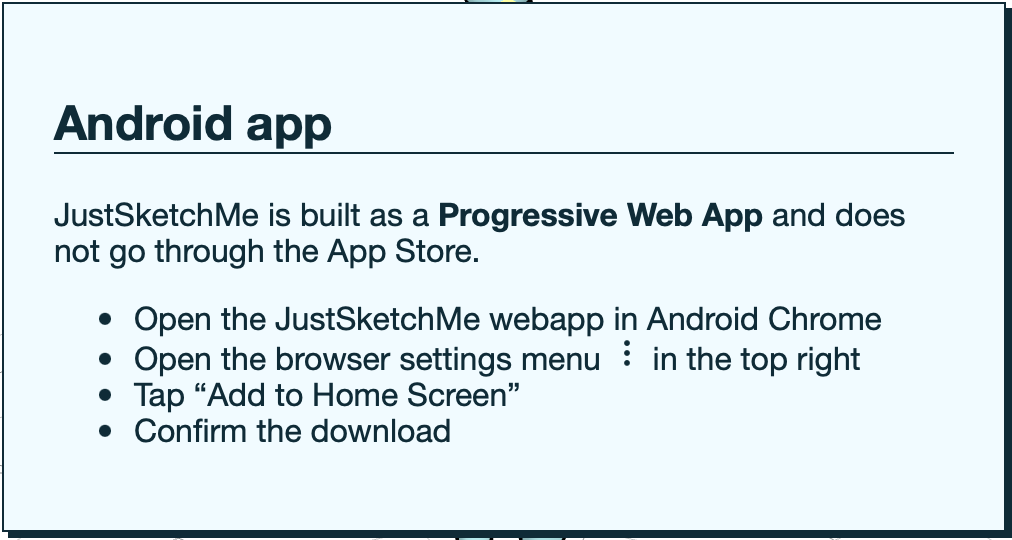 Android app
JustSketchMe is built as a Progressive Web App and does
not go through the App Store.
• Open the JustSketchMe webapp in Android Chrome
• Open the browser settings menu ⋮ in the top right
• Tap “Add to Home Screen”
• Confirm the download